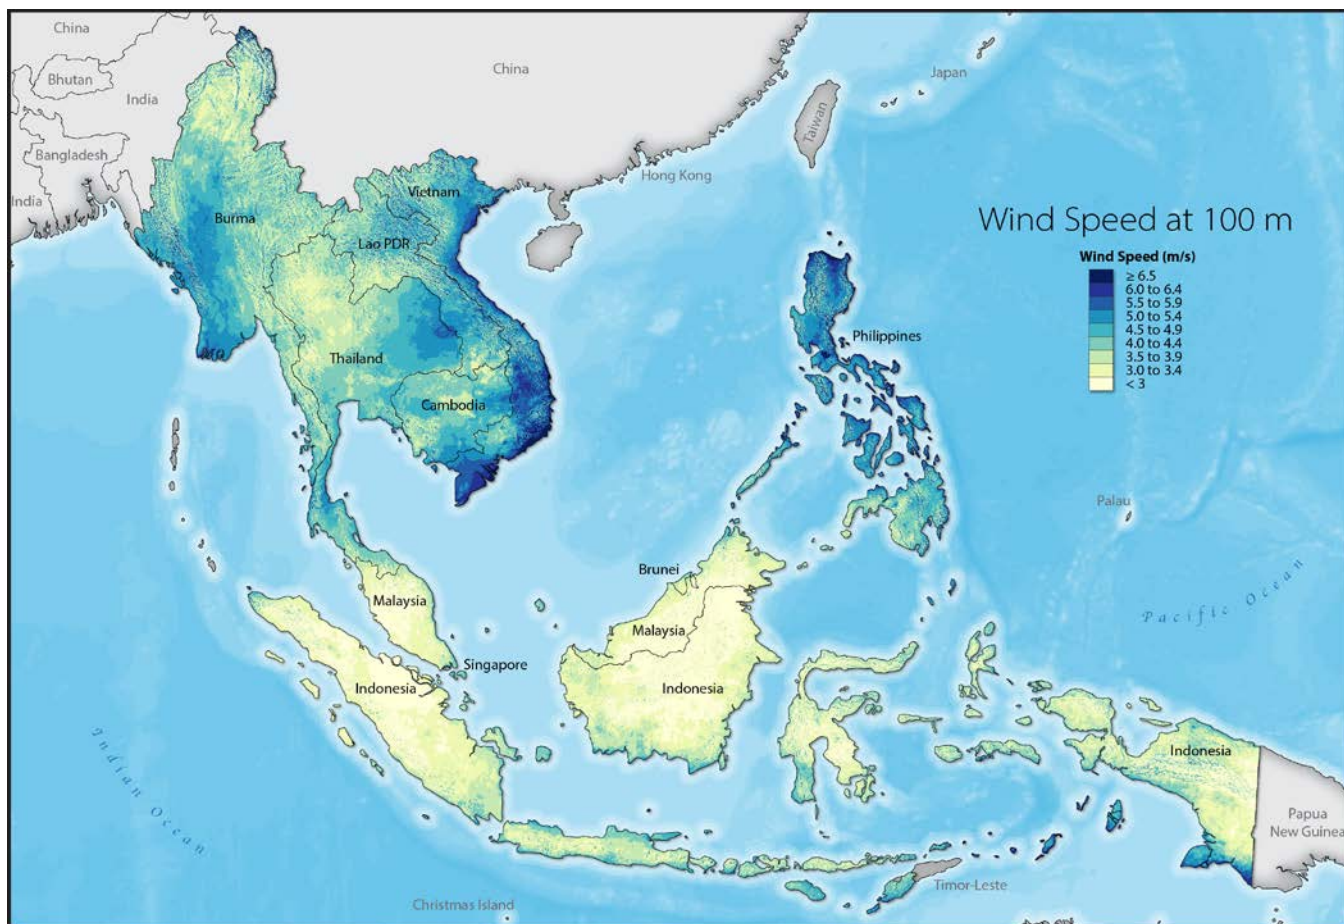 China
Bhutan
India
Bangladesh
India
China
Japan
Taiwan
Hong Kong
Burma
Vietnam
Lao PDR
Thailand
Cambodia
Wind Speed at 100 m
Wind Speed (m/s)
≥ 6.5
6.0 to 6.4
5.5 to 5.9
5.0 to 5.4
4.5 to 4.9
4.0 to 4.4
3.5 to 3.9
3.0 to 3.4
< 3
Philippines
Palau
Pacific Ocean
Brunei
Malaysia
Malaysia
Singapore
Indonesia
Indonesia
Indonesia
Indian Ocean
Papua
New Guinea
Timor-Leste
Christmas Island